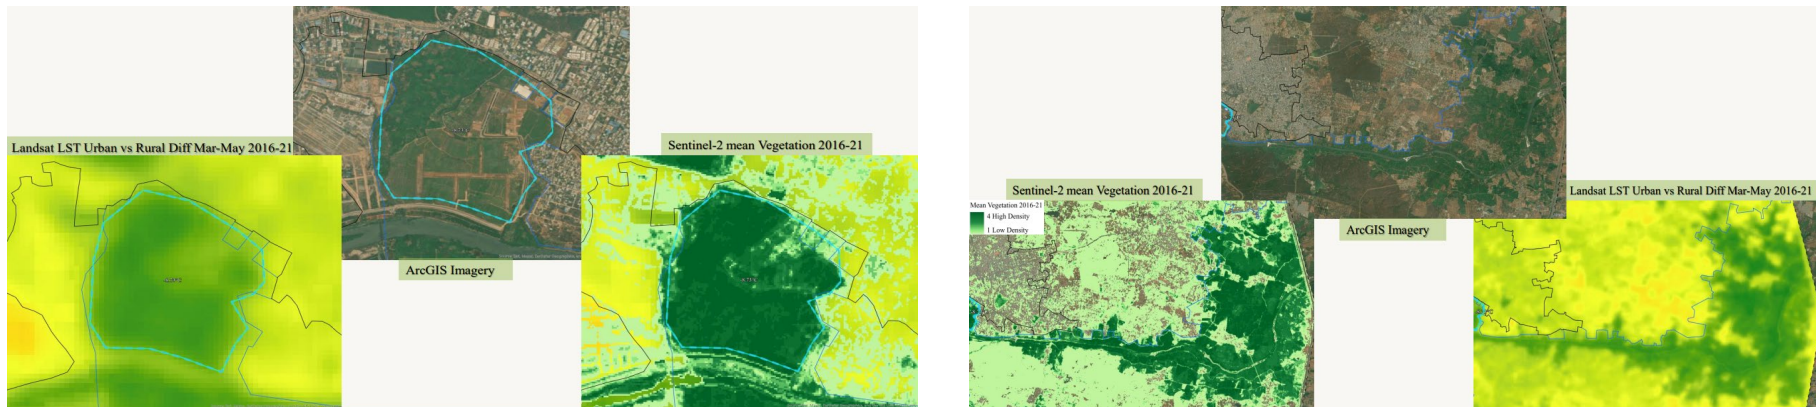 Landsat LST Urban vs Rural Diff Mar-May 2016-21
Sentinel-2 mean Vegetation 2016-21
ArcGIS Imagery
Sentinel-2 mean Vegetation 2016-21
Mean Vegetation 2016-21
4 High Density
1 Low Density
ArcGIS Imagery
Landsat LST Urban vs Rural Diff Mar-May 2016-21